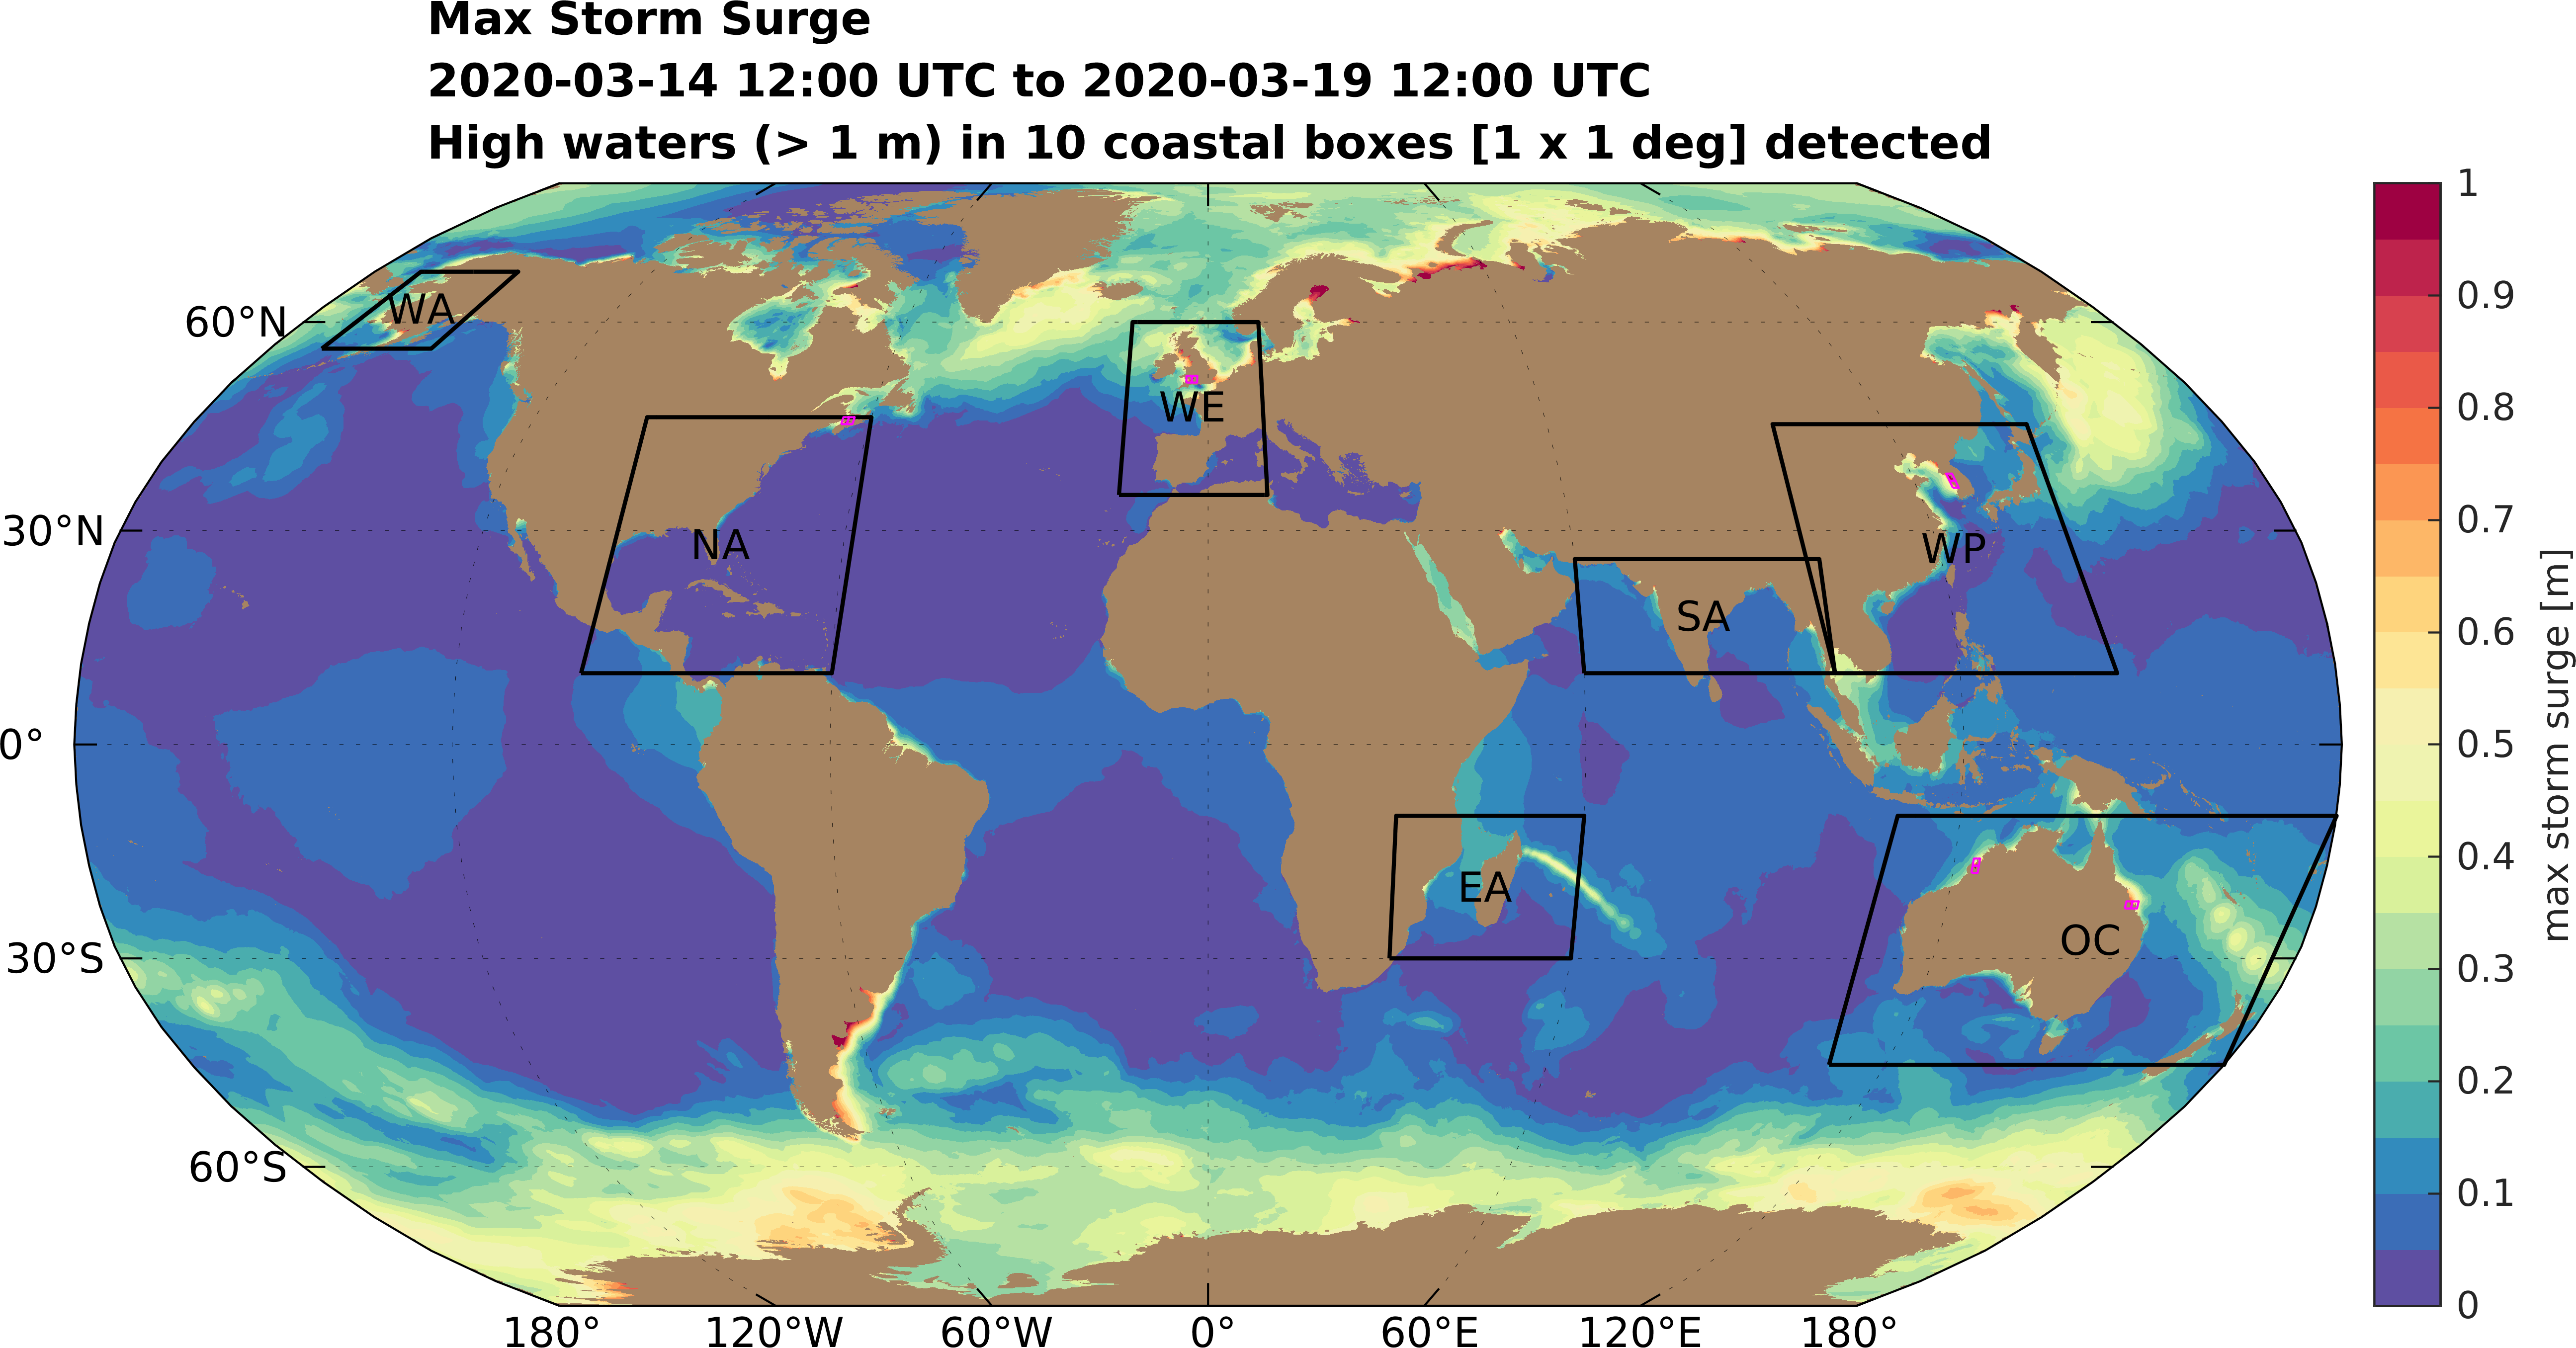 Max Storm Surge
2020-03-14 12:00 UTC to 2020-03-19 12:00 UTC
High waters (> 1 m) in 10 coastal boxes [1 x 1 deg] detected
60°N
30°N
0°
30°S
60°S
180°
120°W
60°W
0°
60°E
120°E
180°
WA
NA
WE
WP
SA
EA
OC
1
0.9
0.8
0.7
0.6
0.5
0.4
0.3
0.2
0.1
0
max storm surge [m]